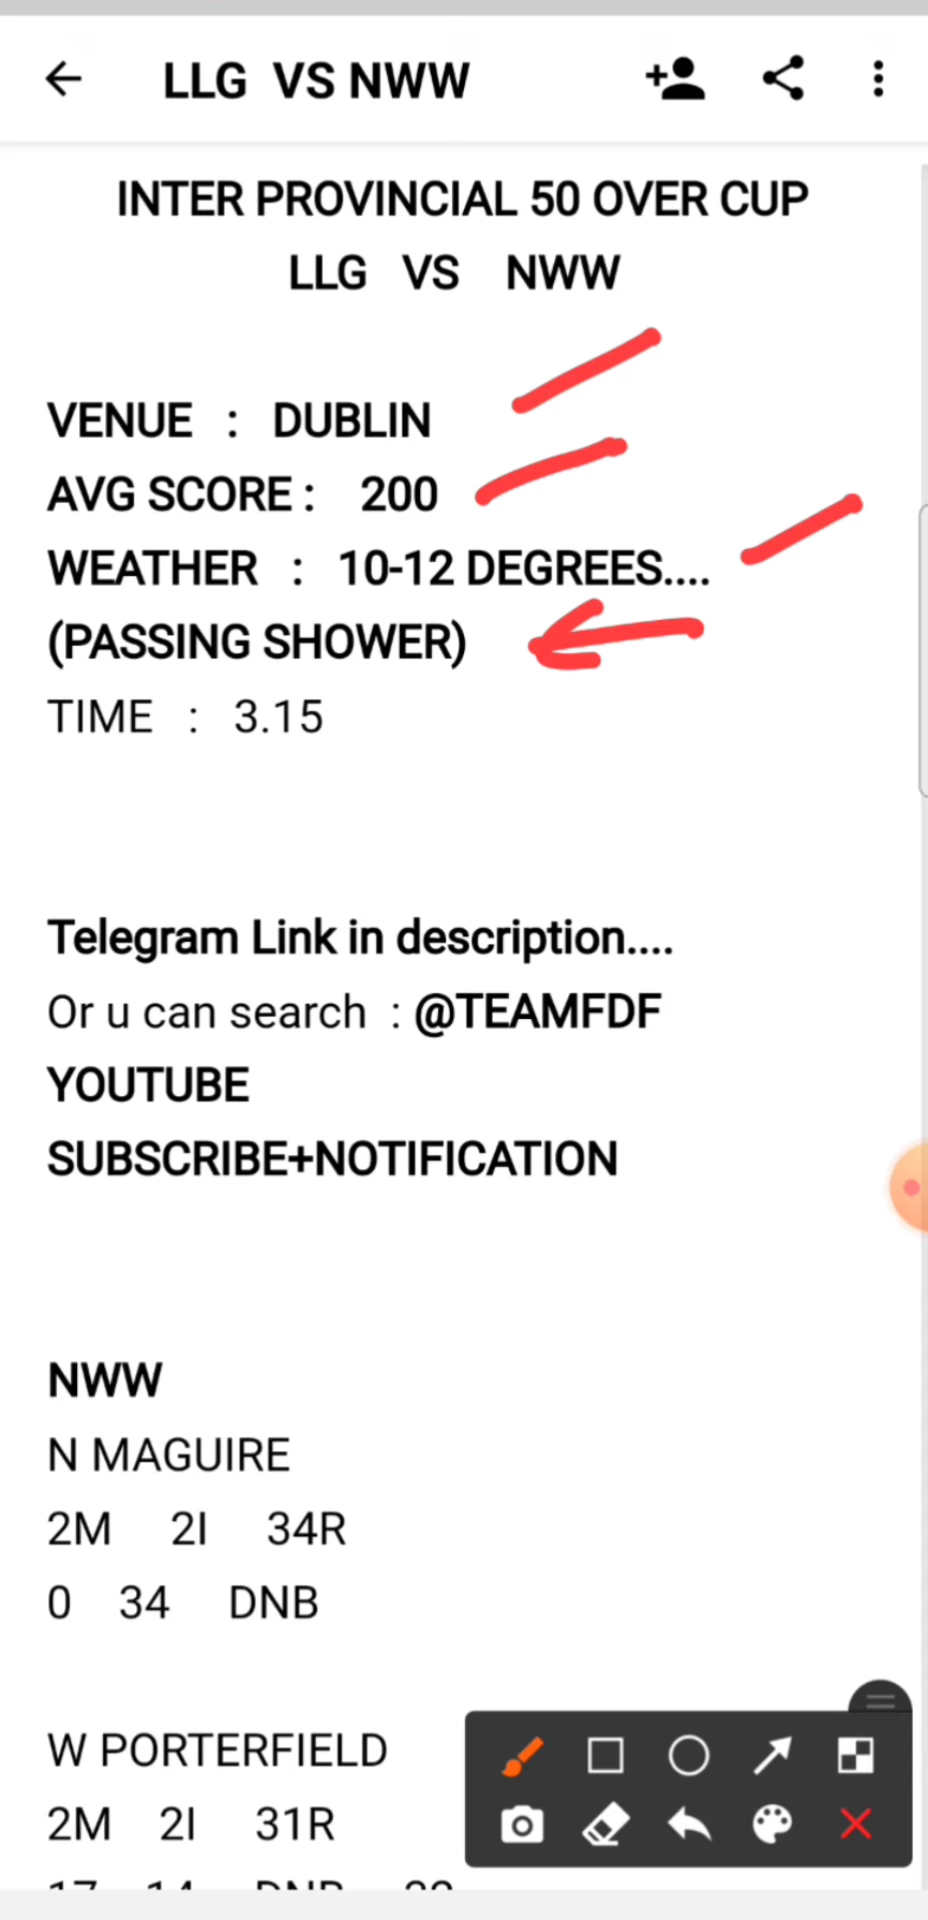 LLG VS NWW
INTER PROVINCIAL 50 OVER CUP
LLG VS NWW
VENUE : DUBLIN
AVG SCORE : 200
WEATHER : 10-12 DEGREES....
(PASSING SHOWER)
TIME : 3.15
Telegram Link in description....
Or u can search : @TEAMFDF
YOUTUBE
SUBSCRIBE+NOTIFICATION
NWW
N MAGUIRE
2M 2I 34R
0 34 DNB
W PORTERFIELD
2M 2I 31R